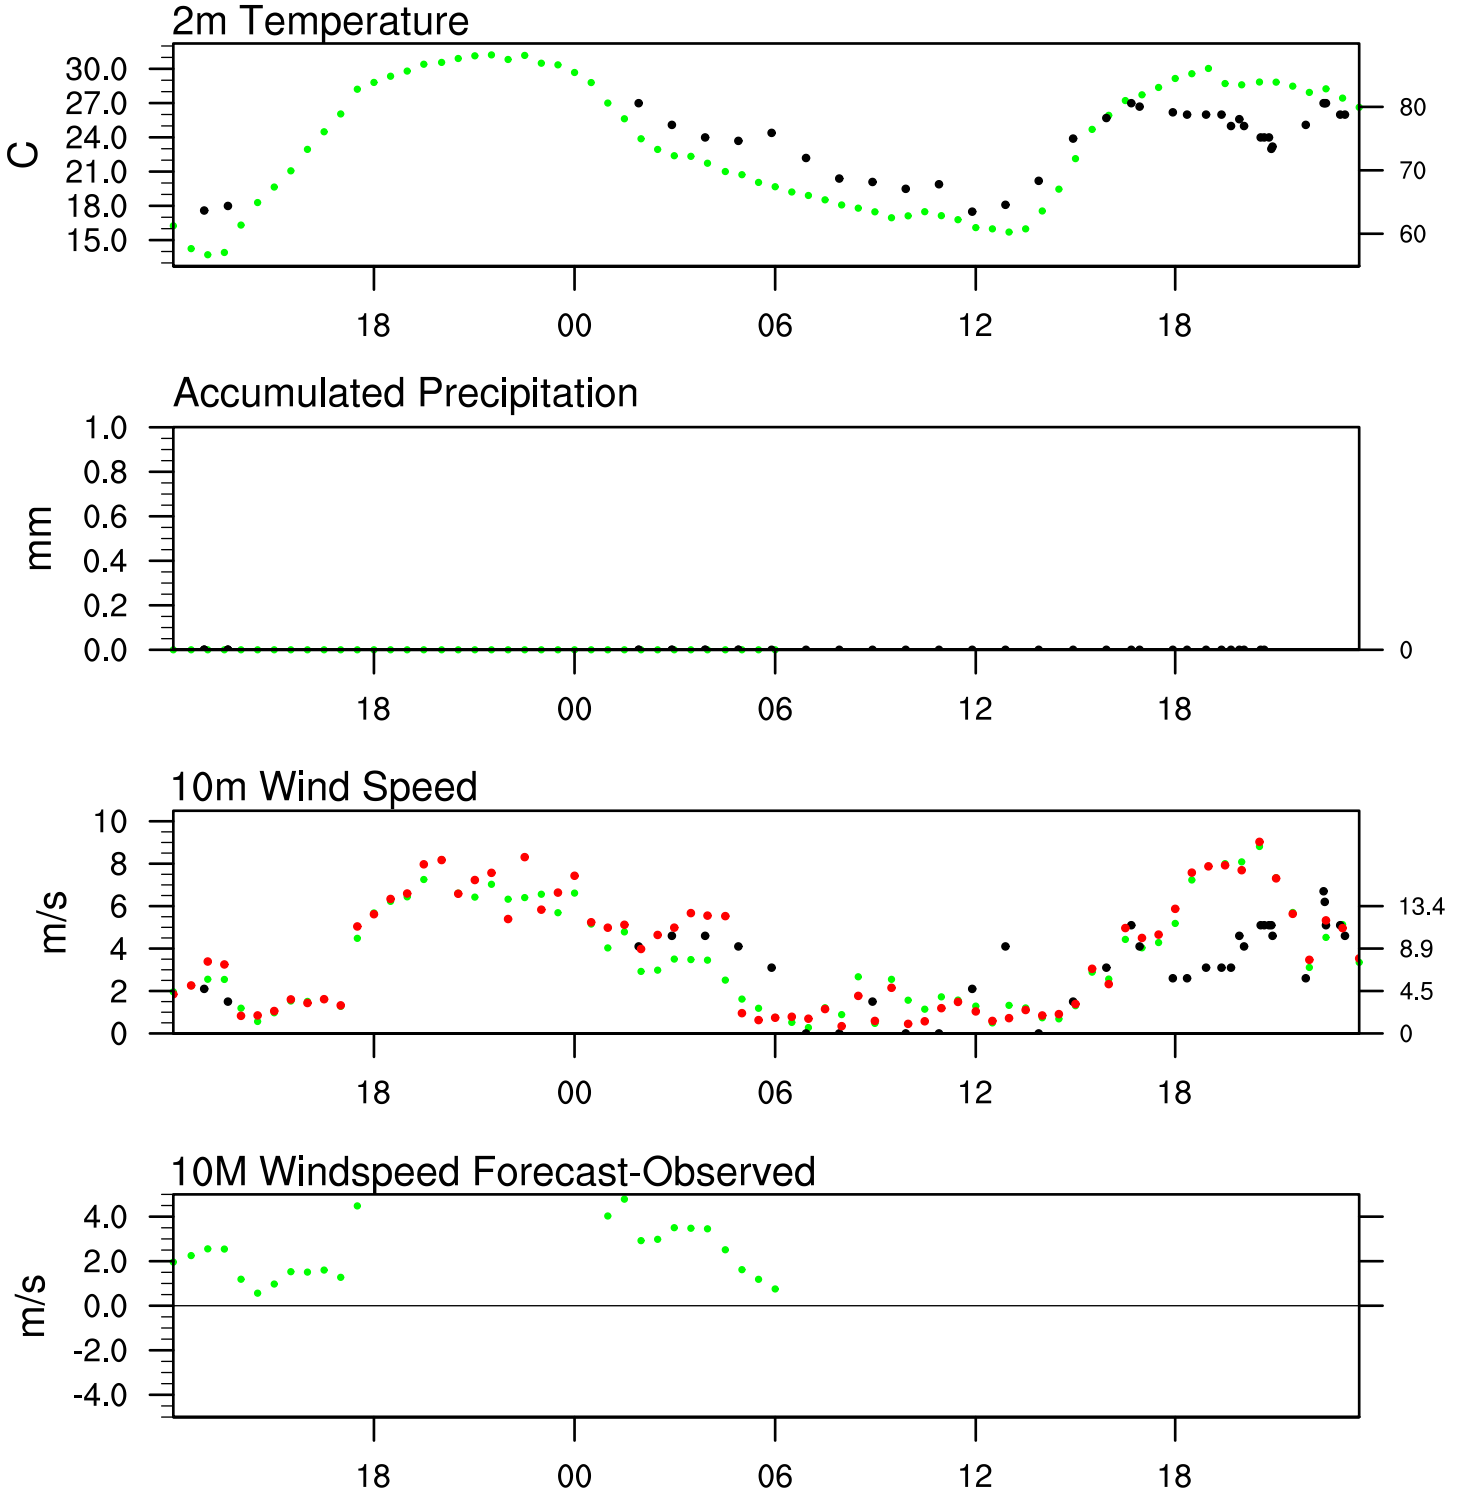 2m Temperature
30.0
27.0
24.0
21.0
18.0
15.0
C
80
70
60
18 00 06 12 18
Accumulated Precipitation
1.0
0.8
0.6
0.4
0.2
0.0
mm
0
18 00 06 12 18
10m Wind Speed
10
8
6
4
2
0
m/s
13.4
8.9
4.5
0
18 00 06 12 18
10M Windspeed Forecast-Observed
4.0
2.0
0.0
-2.0
-4.0
m/s
18 00 06 12 18